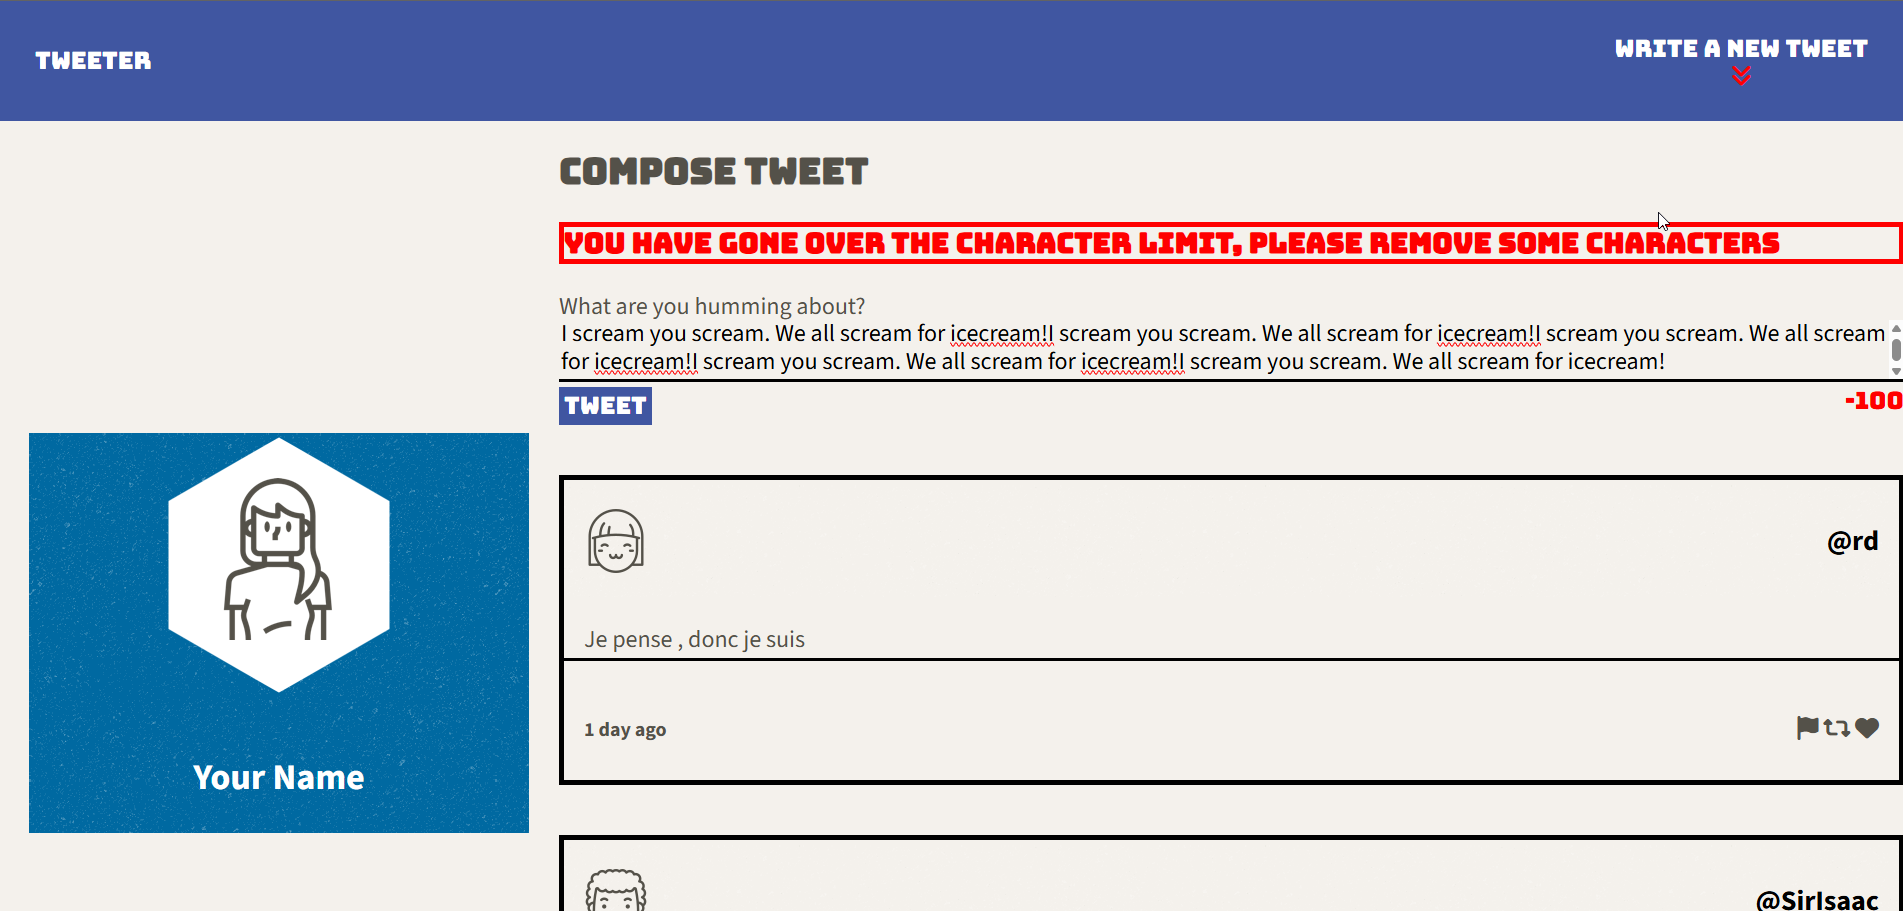 TWEETER
WRITE A NEW TWEET
COMPOSE TWEET
YOU HAVE GONE OVER THE CHARACTER LIMIT, PLEASE REMOVE SOME CHARACTERS
What are you humming about?
I scream you scream. We all scream for icecream!I scream you scream. We all scream for icecream!I scream you scream. We all scream
for icecream!I scream you scream. We all scream for icecream!I scream you scream. We all scream for icecream!
TWEET
-100
Your Name
@rd
Je pense , donc je suis
1 day ago
@SirIsaac